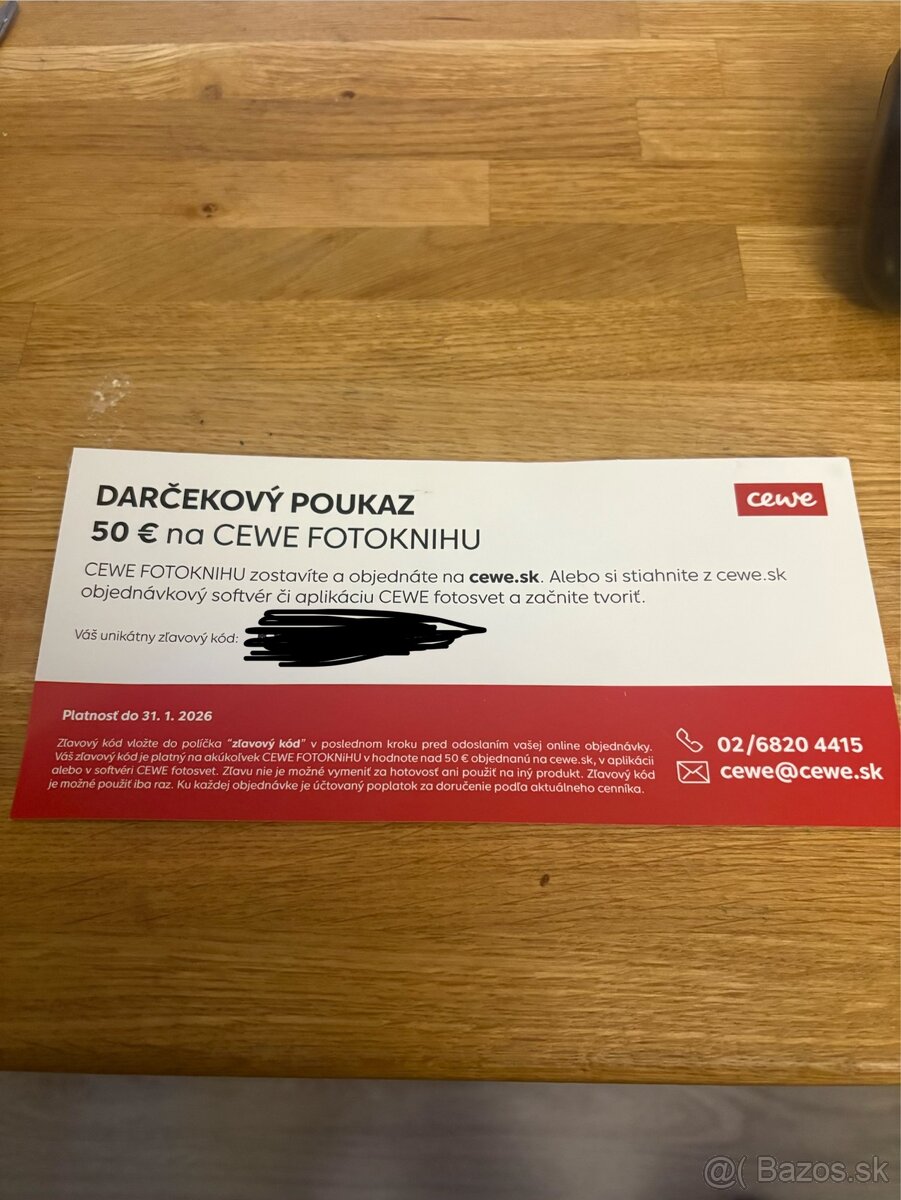 DARČEKOVÝ POUKAZ
50 € na CEWE FOTOKNIHU
cewe
CEWE FOTOKNIHU zostavíte a objednáte na cewe.sk. Alebo si stiahnite z cewe.sk
objednávkový softvér či aplikáciu CEWE fotosvet a začnite tvoriť.
Váš unikátny zľavový kód:
Platnosť do 31. 1. 2026
Zľavový kód vložte do políčka "zľavový kód" v poslednom kroku pred odoslaním vašej online objednávky.
Váš zľavový kód je platný na akúkoľvek CEWE FOTOKNiHU v hodnote nad 50 € objednanú na cewe.sk, v aplikácii
alebo v softvéri CEWE fotosvet. Zľavu nie je možné vymeniť za hotovosť ani použiť na iný produkt. Zľavový kód
je možné použiť iba raz. Ku každej objednávke je účtovaný poplatok za doručenie podľa aktuálneho cenníka.
02/6820 4415
cewe@cewe.sk
@( Bazos.sk